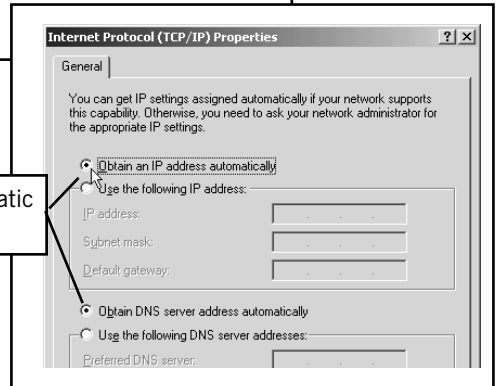 Internet Protocol (TCP/IP) Properties
? X
General
You can get IP settings assigned automatically if your network supports
this capability. Otherwise, you need to ask your network administrator for
the appropriate IP settings.
Obtain an IP address automatically
Use the following IP address:
IP address:
Subnet mask:
Default gateway:
atic
Obtain DNS server address automatically
Use the following DNS server addresses:
Preferred DNS server: